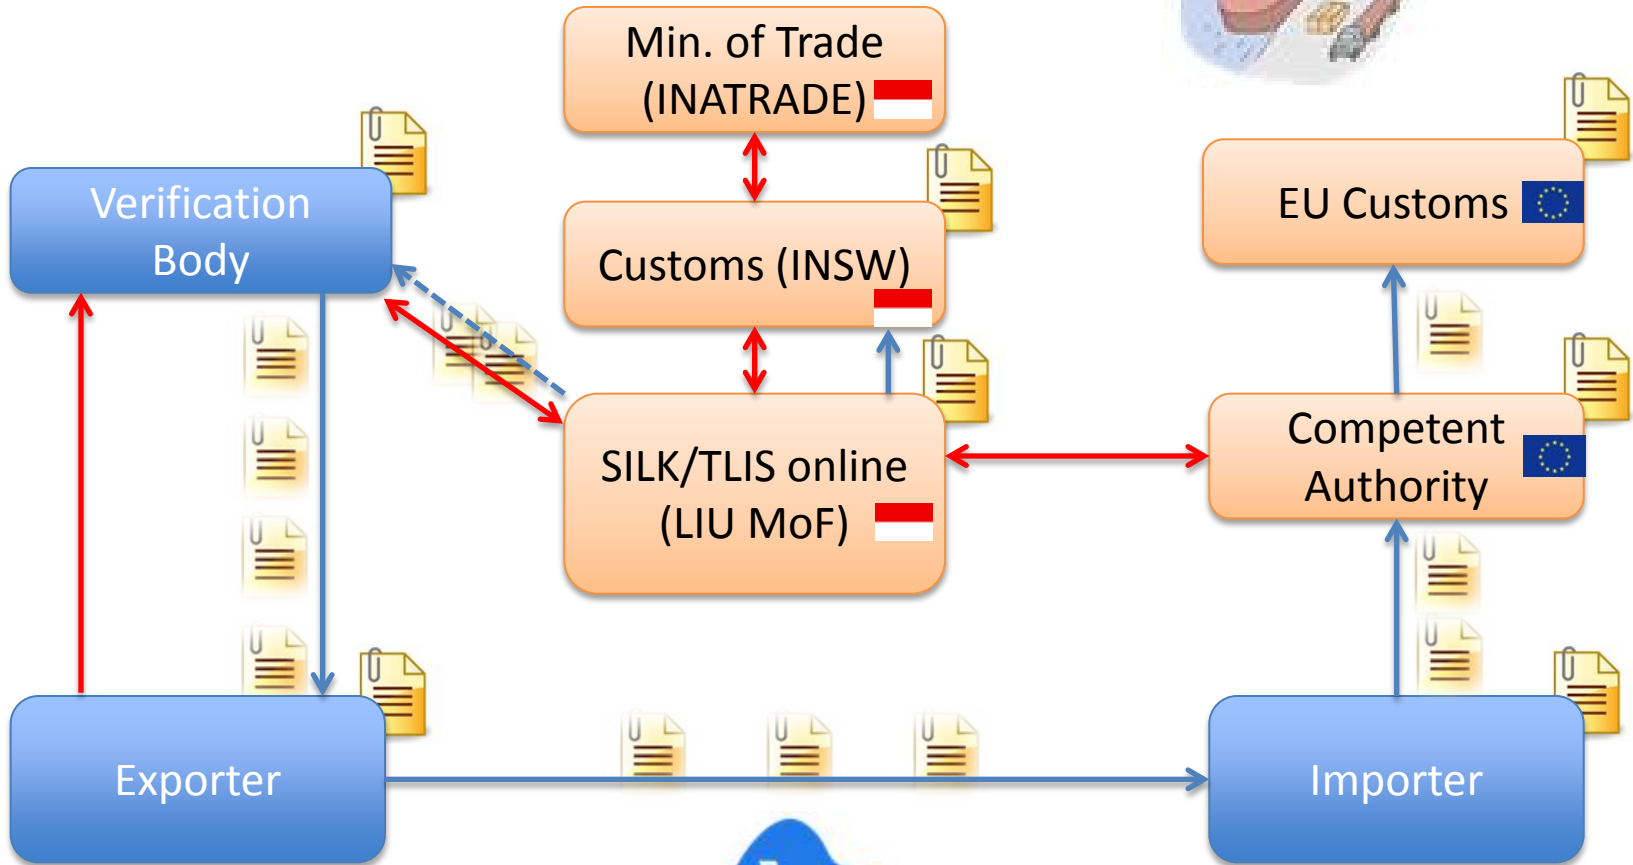 Min. of Trade
(INATRADE)
Verification
Body
Customs (INSW)
EU Customs
SILK/TLIS online
(LIU MoF)
Competent
Authority
Exporter
Importer